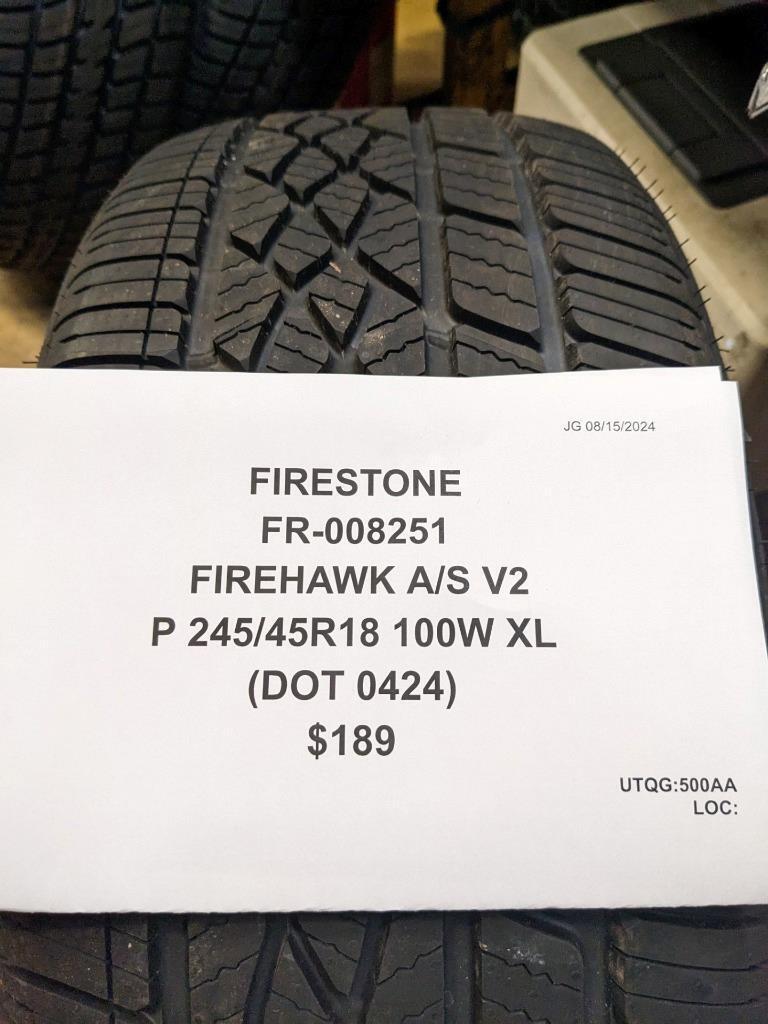 JG 08/15/2024
FIRESTONE
FR-008251
FIREHAWK A/S V2
P 245/45R18 100W XL
(DOT 0424)
$189
UTQG:500AA
LOC: